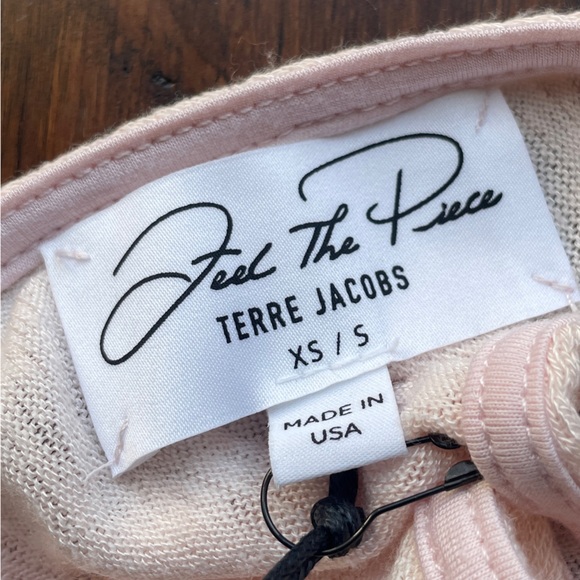 Feel The Piece
TERRE JACOBS
XS / S
MADE IN
USA